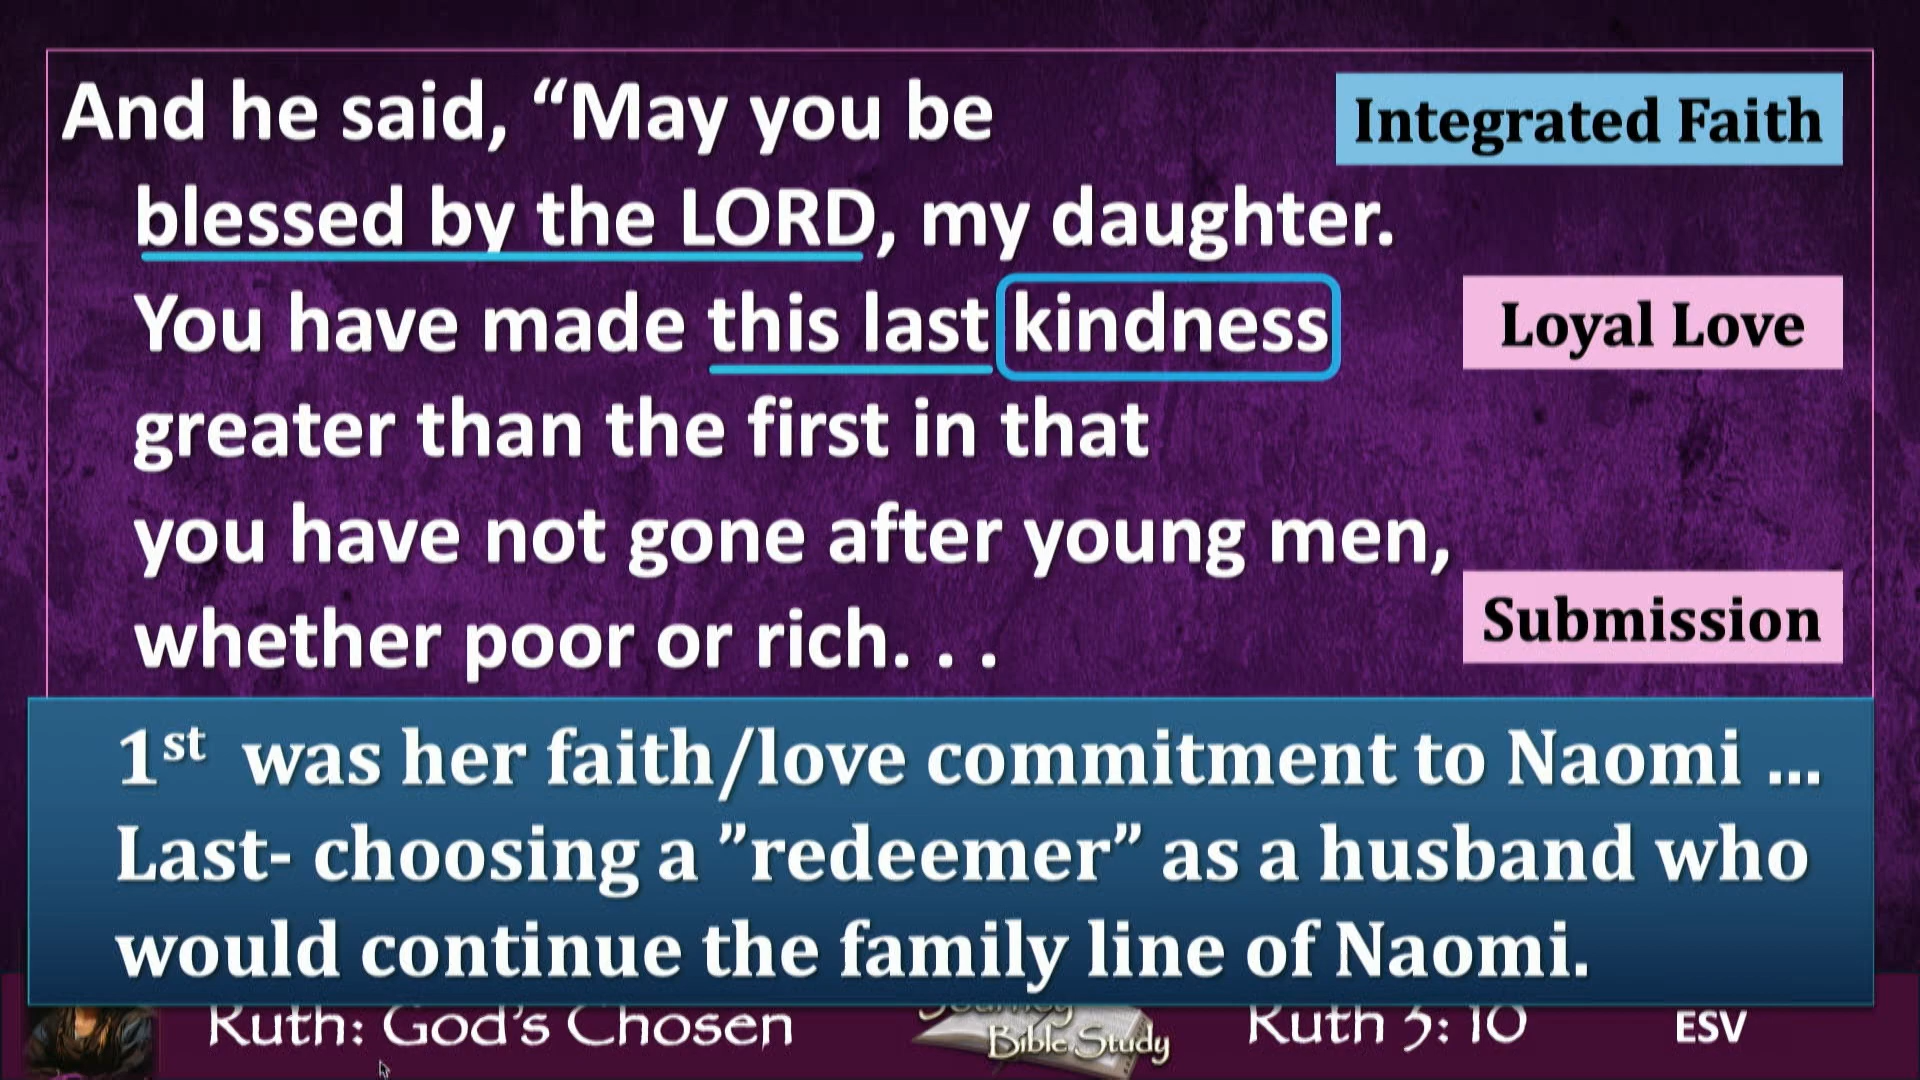 And he said, “May you be
Integrated Faith
blessed by the LORD, my daughter.
You have made this last kindness
Loyal Love
greater than the first in that
you have not gone after young men,
whether poor or rich. . .
Submission
1st was her faith/love commitment to Naomi ...
Last- choosing a ”redeemer” as a husband who
would continue the family line of Naomi.
Ruth: God's Chosen
Journey
Bible Study
Ruth 3: 10
ESV